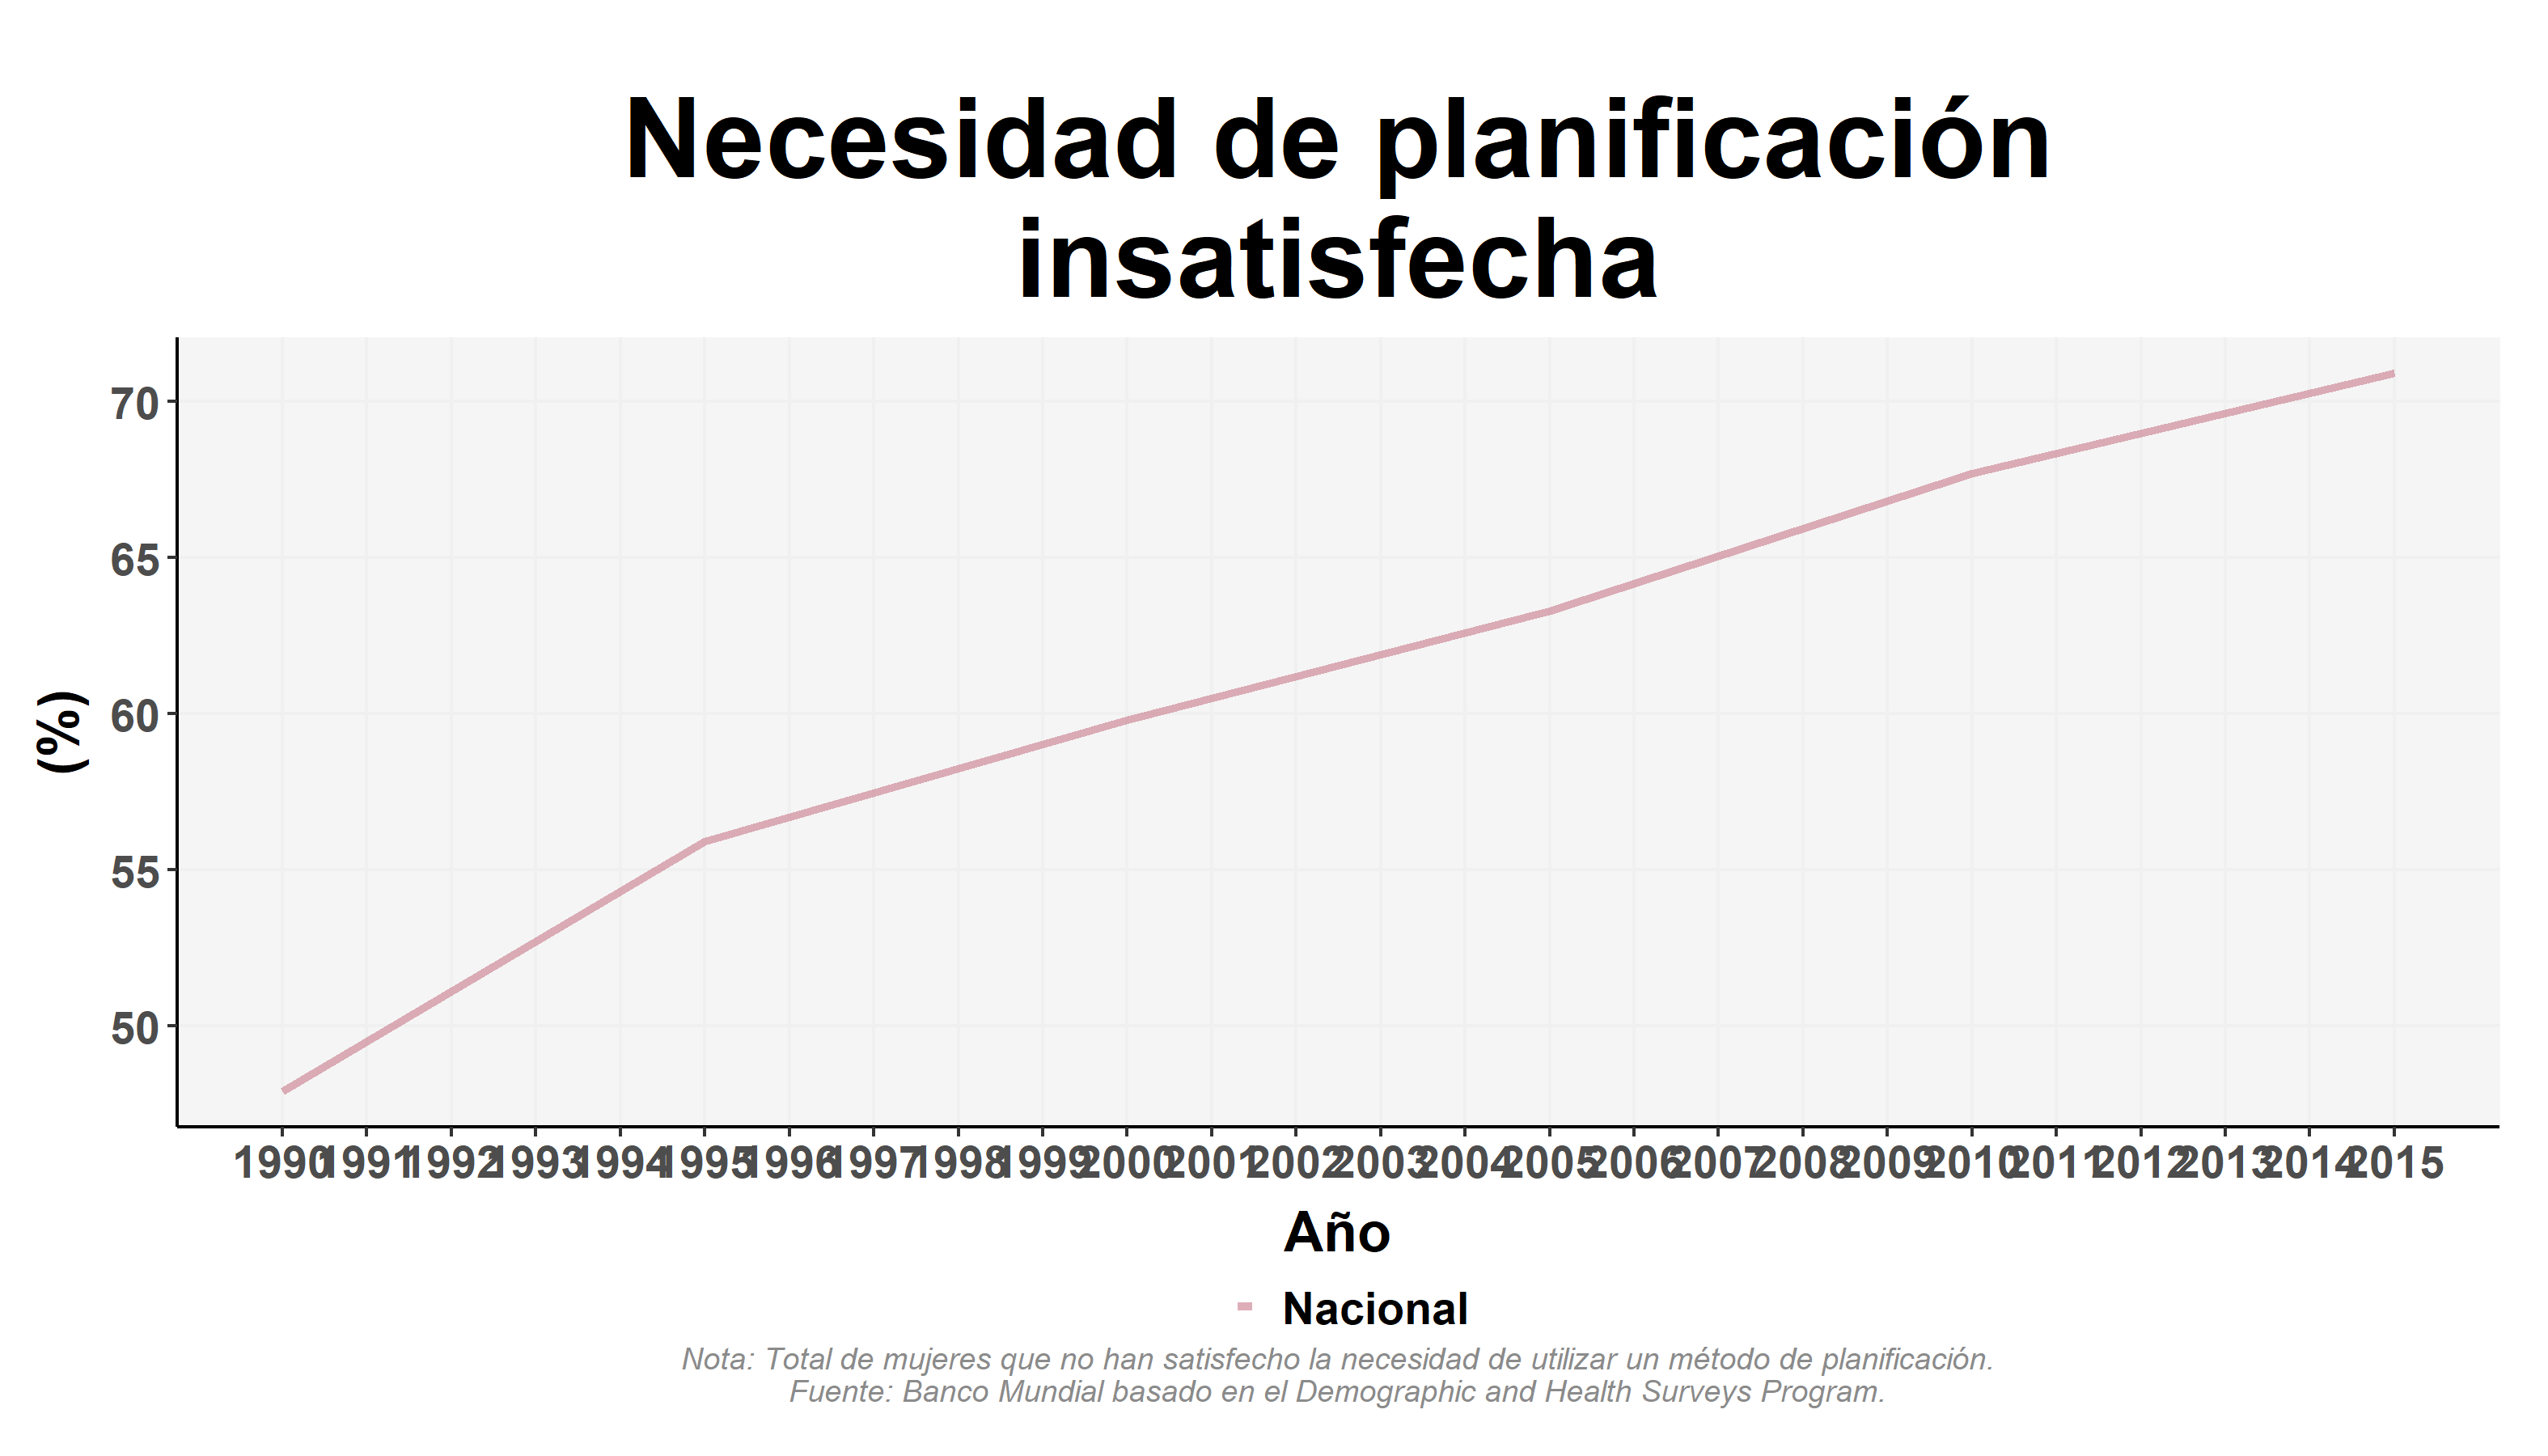 Necesidad de planificación
insatisfecha
70
65
60
55
50
(%)
1990 1991 1992 1993 1994 1995 1996 1997 1998 1999 2000 2001 2002 2003 2004 2005 2006 2007 2008 2009 2010 2011 2012 2013 2014 2015
Año
Nacional
Nota: Total de mujeres que no han satisfecho la necesidad de utilizar un método de planificación.
Fuente: Banco Mundial basado en el Demographic and Health Surveys Program.